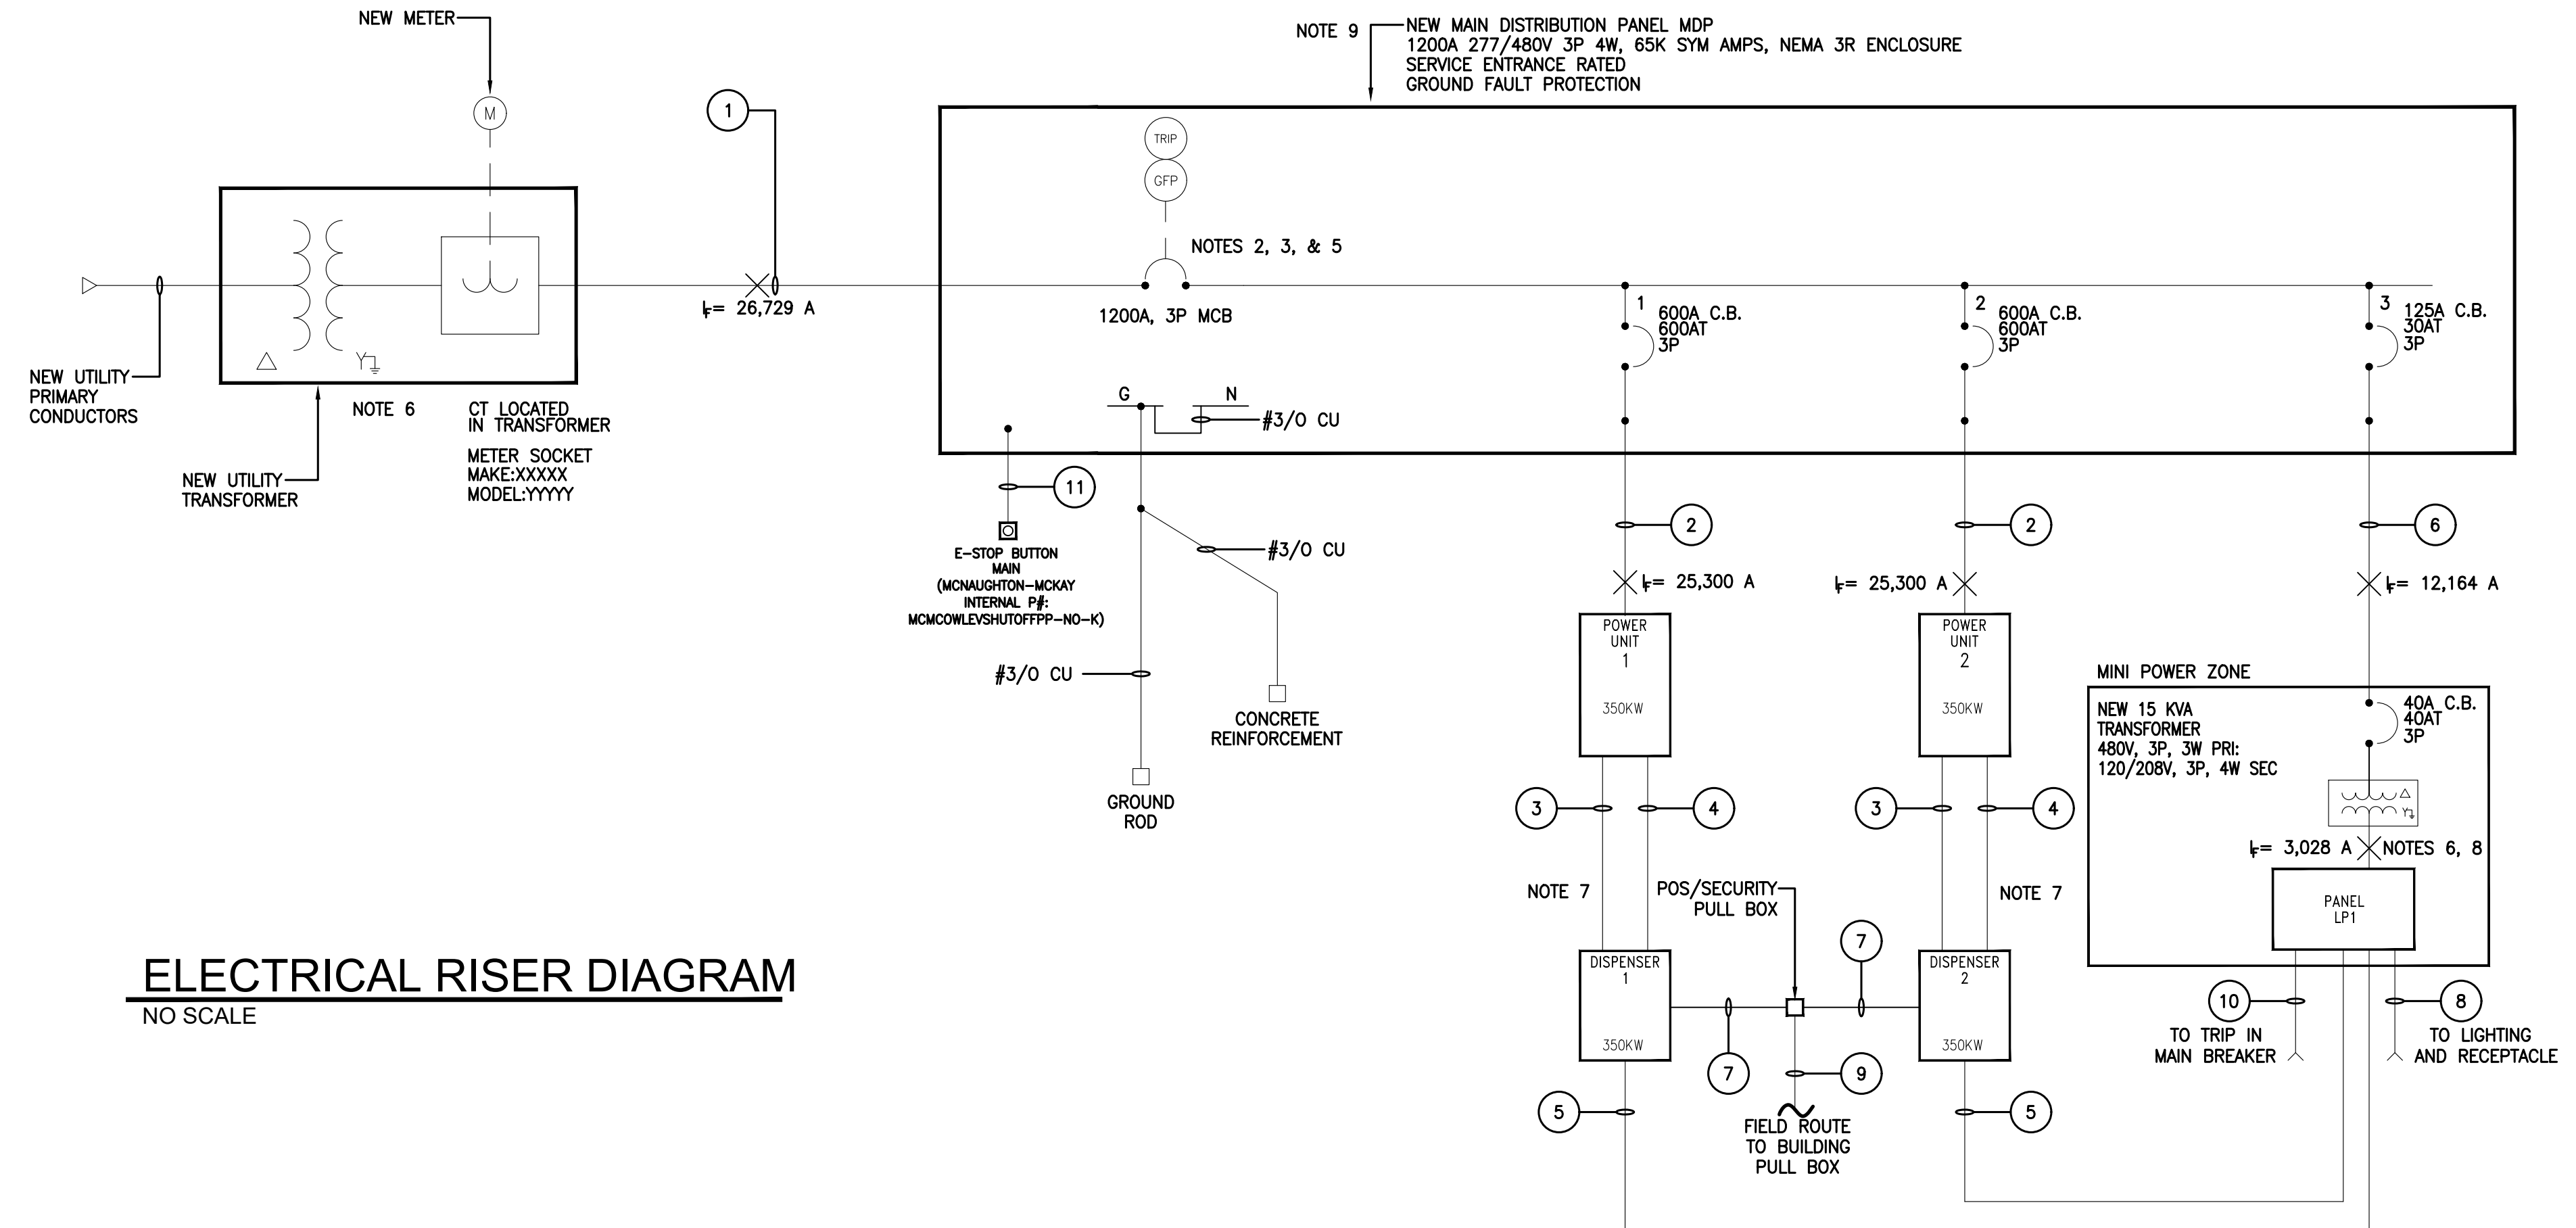 NEW METER
M
1
NOTE 9
NEW MAIN DISTRIBUTION PANEL MDP
1200A 277/480V 3P 4W, 65K SYM AMPS, NEMA 3R ENCLOSURE
SERVICE ENTRANCE RATED
GROUND FAULT PROTECTION
TRIP
GFP
NOTES 2, 3, & 5
1200A, 3P MCB
IF= 26,729 A
1
600A C.B.
600AT
3P
2
600A C.B.
600AT
3P
3
125A C.B.
30AT
3P
Y
NEW UTILITY
PRIMARY
CONDUCTORS
NOTE 6
NEW UTILITY
TRANSFORMER
CT LOCATED
IN TRANSFORMER
METER SOCKET
MAKE:XXXXX
MODEL:YYYYY
G
N
#3/0 CU
11
E-STOP BUTTON
MAIN
(MCNAUGHTON-MCKAY
INTERNAL P#:
MCMCOWLEVSHUTOFFPP-NO-K)
#3/0 CU
#3/0 CU
CONCRETE
REINFORCEMENT
GROUND
ROD
2
2
6
IF= 25,300 A
IF= 25,300 A
IF= 12,164 A
POWER
UNIT
1
350KW
POWER
UNIT
2
350KW
MINI POWER ZONE
NEW 15 KVA
TRANSFORMER
480V, 3P, 3W PRI:
120/208V, 3P, 4W SEC
40A C.B.
40AT
3P
Y
IF= 3,028 A
NOTES 6, 8
PANEL
LP1
3
4
3
4
NOTE 7
POS/SECURITY
PULL BOX
NOTE 7
7
DISPENSER
1
350KW
DISPENSER
2
350KW
7
9
5
5
FIELD ROUTE
TO BUILDING
PULL BOX
10
TO TRIP IN
MAIN BREAKER
8
TO LIGHTING
AND RECEPTACLE
ELECTRICAL RISER DIAGRAM
NO SCALE